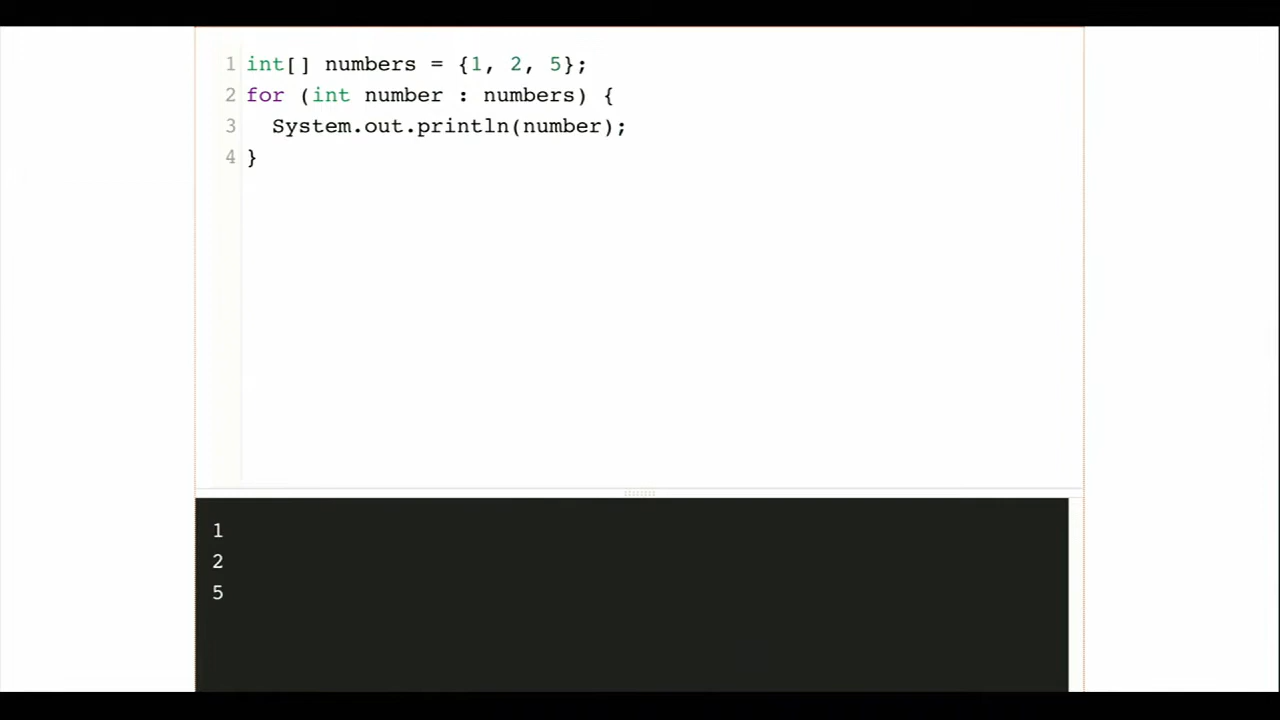 1 int[] numbers = {1, 2, 5};
2 for (int number : numbers) {
3   System.out.println(number);
4 }
1
2
5